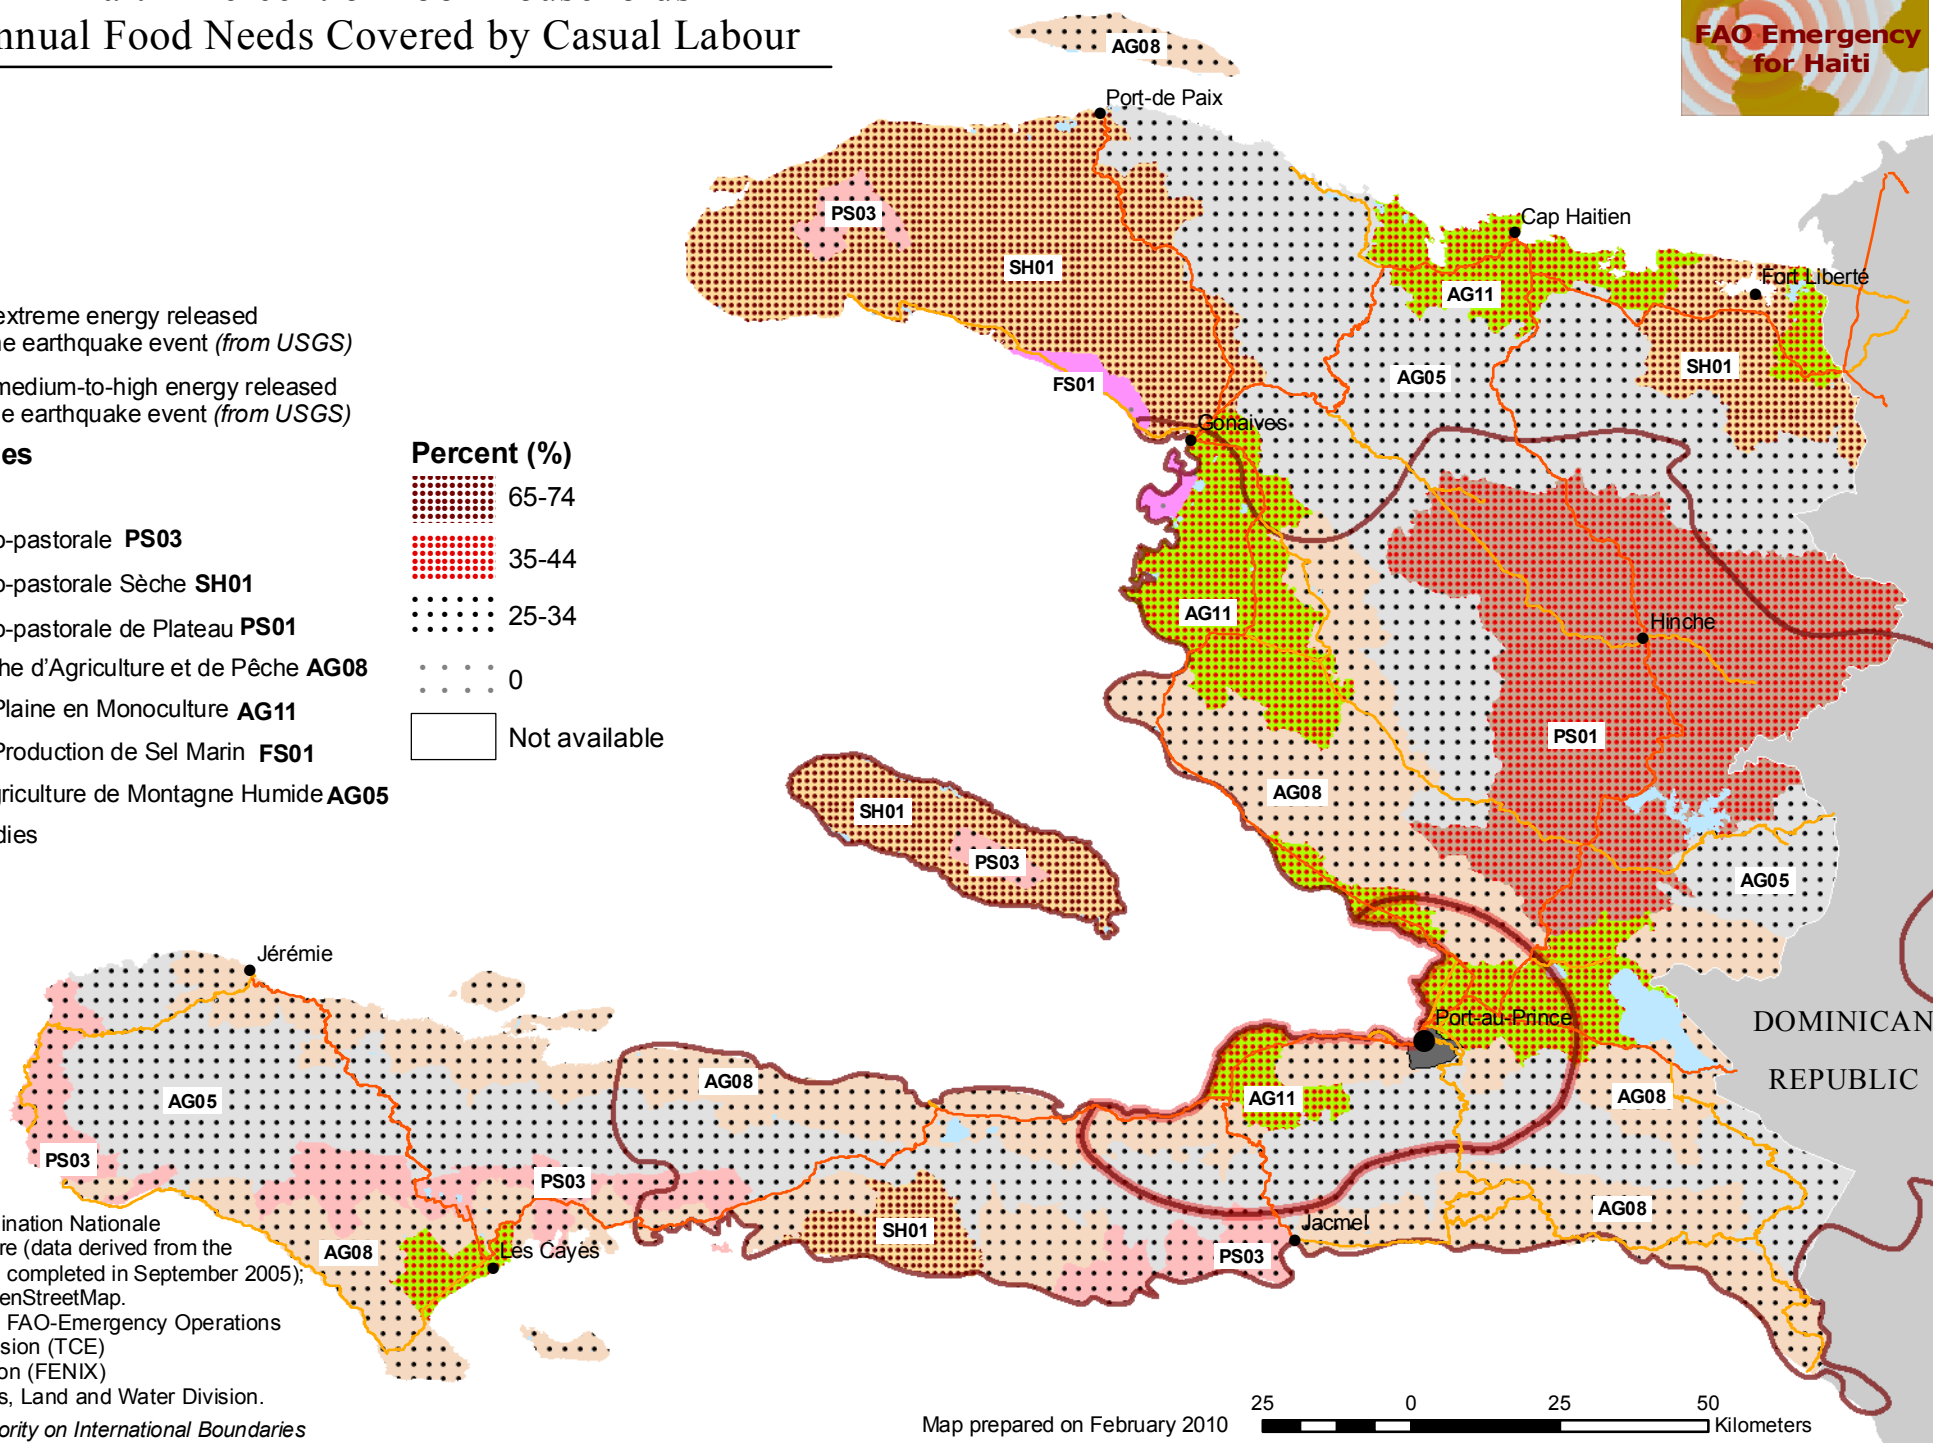 Annual Food Needs Covered by Casual Labour
FAO Emergency
for Haiti
extreme energy released
earthquake event (from USGS)
medium-to-high energy released
earthquake event (from USGS)
Percent (%)
65-74
35-44
25-34
0
Not available
o-pastorale PS03
o-pastorale Sèche SH01
o-pastorale de Plateau PS01
he d'Agriculture et de Pêche AG08
Plaine en Monoculture AG11
Production de Sel Marin FS01
griculture de Montagne Humide AG05
AG08
Port-de Paix
PS03
SH01
Cap Haitien
AG11
Fort Liberté
SH01
AG05
FS01
Gonaives
AG11
Hinche
PS01
AG08
SH01
PS03
AG05
Jérémie
Port-au-Prince
DOMINICAN
REPUBLIC
AG08
AG11
AG08
AG05
PS03
PS03
SH01
AG08
Jacmel
PS03
AG08
Les Cayes
ination Nationale
re (data derived from the
completed in September 2005);
enStreetMap.
FAO-Emergency Operations
sion (TCE)
on (FENIX)
s, Land and Water Division.
ority on International Boundaries
Map prepared on February 2010
25 0 25 50
Kilometers